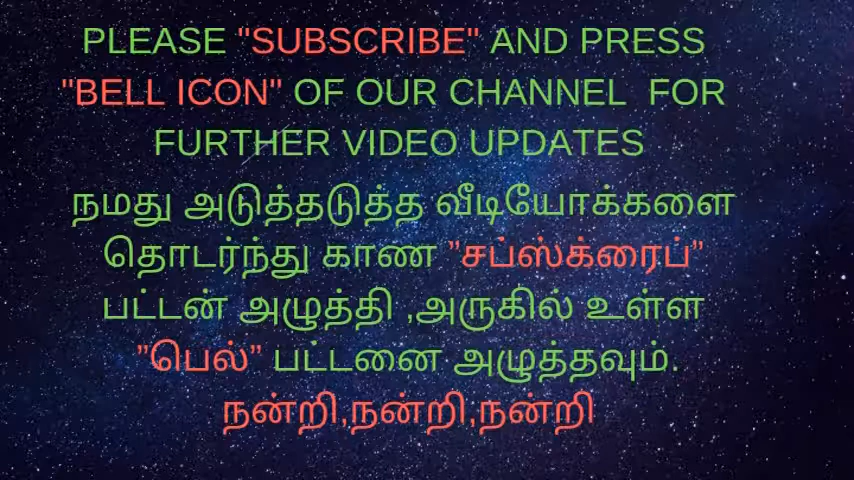 PLEASE "SUBSCRIBE" AND PRESS
"BELL ICON" OF OUR CHANNEL FOR
FURTHER VIDEO UPDATES
நமது அடுத்தடுத்த வீடியோக்களை
தொடர்ந்து காண ”சப்ஸ்க்ரைப்”
பட்டன் அழுத்தி ,அருகில் உள்ள
”பெல்” பட்டனை அழுத்தவும்.
நன்றி,நன்றி,நன்றி